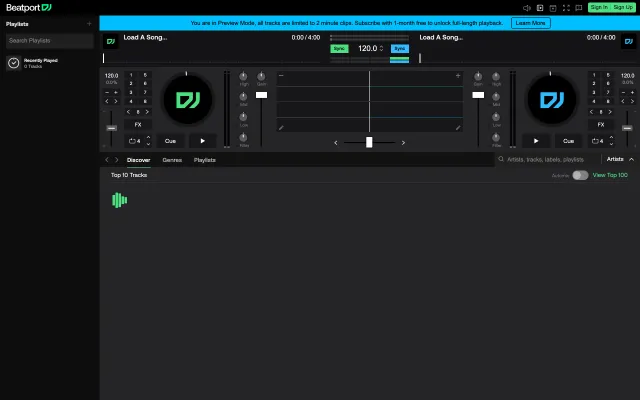 Beatport DJ
Sign In
Sign Up
Playlists
Search Playlists
Recently Played
0 Tracks
You are in Preview Mode, all tracks are limited to 2 minute clips. Subscribe with 1-month free to unlock full-length playback.
Learn More
Load A Song...
0:00 / 4:00
Sync
120.0
Sync
Load A Song...
0:00 / 4:00
120.0
0.0%
1 5
2 6
3 7
4 8
8
FX
4
Cue
High
Mid
Low
Filter
Gain
Gain
High
Mid
Low
Filter
Cue
1 5
2 6
3 7
4 8
8
FX
4
120.0
0.0%
Discover
Genres
Playlists
Artists, tracks, labels, playlists
Artists
Top 10 Tracks
View Top 100